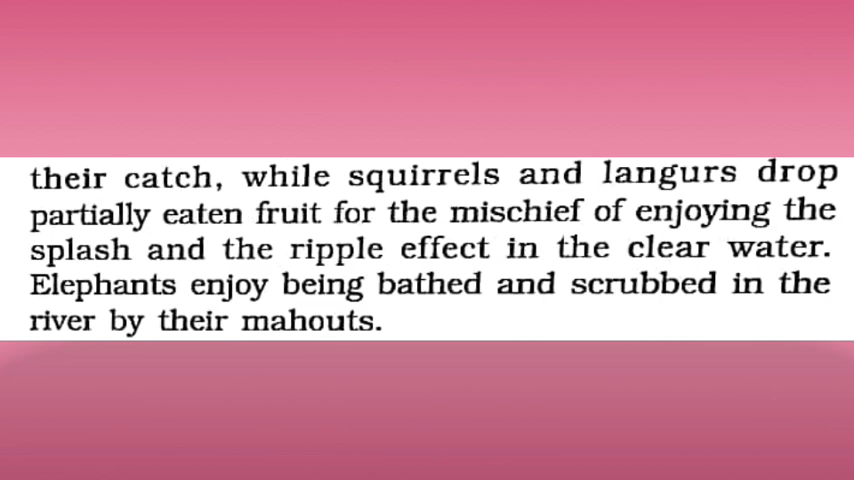 their catch, while squirrels and langurs drop
partially eaten fruit for the mischief of enjoying the
splash and the ripple effect in the clear water.
Elephants enjoy being bathed and scrubbed in the
river by their mahouts.